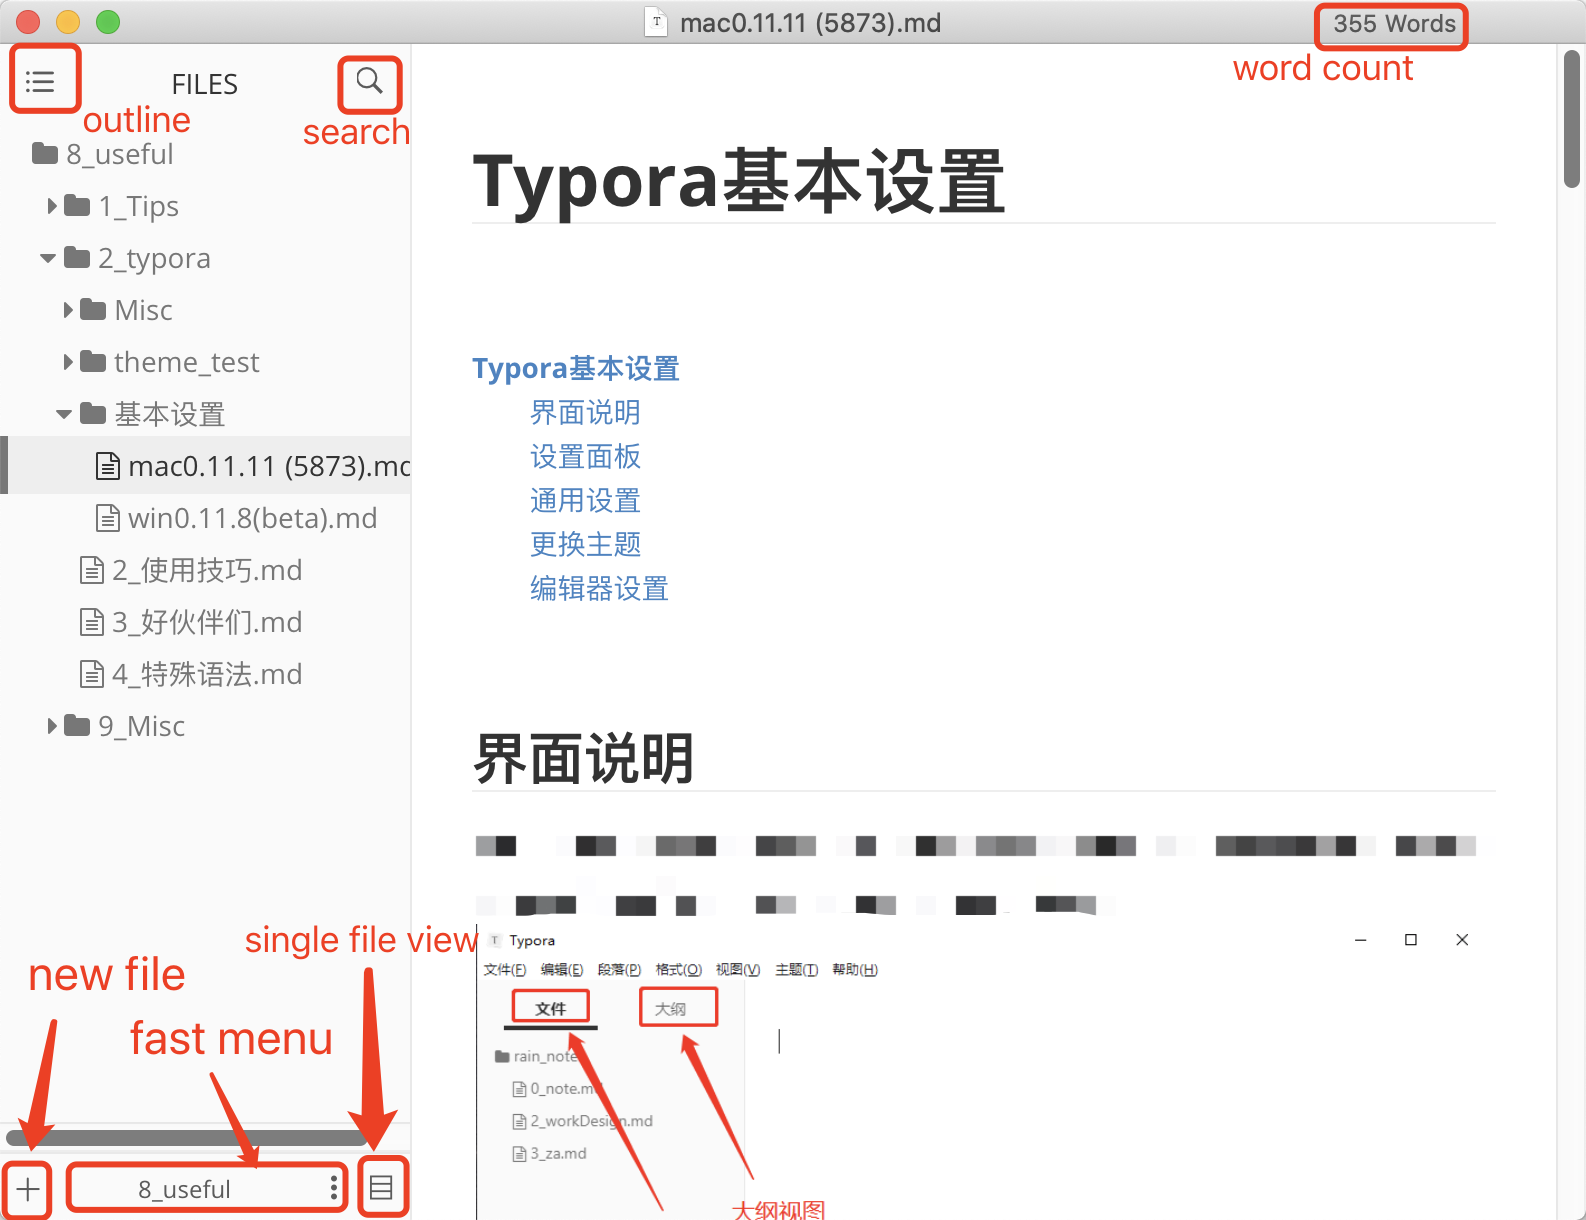 mac0.11.11 (5873).md
355 Words
word count
FILES
outline
search
8_useful
1_Tips
2_typora
Misc
theme_test
基本设置
mac0.11.11 (5873).md
win0.11.8(beta).md
2_使用技巧.md
3_好伙伴们.md
4_特殊语法.md
9_Misc
single file view
new file
fast menu
8_useful
Typora基本设置
Typora基本设置
界面说明
设置面板
通用设置
更换主题
编辑器设置
界面说明
Typora
文件(F) 编辑(E) 段落(P) 格式(O) 视图(V) 主题(T) 帮助(H)
文件 大纲
rain_note
0_note.md
2_workDesign.md
3_za.md
大纲视图